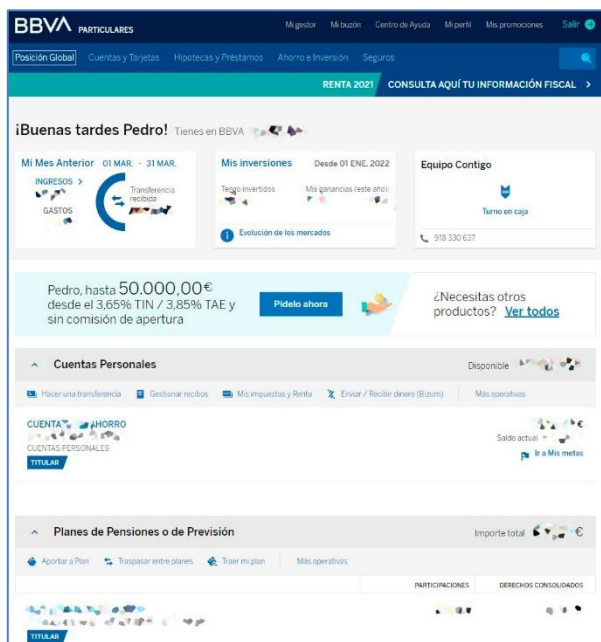 BBVA PARTICULARES
Mi gestor Mi buzón Centro de Ayuda Mi perfil Mis promociones Salir
Posición Global Cuentas y Tarjetas Hipotecas y Préstamos Ahorro e Inversión Seguros
RENTA 2021 CONSULTA AQUÍ TU INFORMACIÓN FISCAL >
¡Buenas tardes Pedro! Tienes en BBVA
Mi Mes Anterior 01 MAR. - 31 MAR.
INGRESOS >
GASTOS
Transferencia
recibida
Mis inversiones Desde 01 ENE. 2022
Tengo invertidos Mis ganancias (este año):
Evolución de los mercados
Equipo Contigo
Turno en caja
918 330 637
Pedro, hasta 50.000,00€
desde el 3,65% TIN / 3,85% TAE y
sin comisión de apertura
Pídelo ahora
¿Necesitas otros
productos? Ver todos
Cuentas Personales Disponible
Hacer una transferencia Gestionar recibos Mis impuestos y Renta Enviar / Recibir dinero (Bizum) Más operativas
CUENTA AHORRO €
CUENTAS PERSONALES Saldo actual
TITULAR Ir a Mis metas
Planes de Pensiones o de Previsión Importe total €
Aportar a Plan Traspasar entre planes Traer mi plan Más operativas
PARTICIPACIONES DERECHOS CONSOLIDADOS
TITULAR